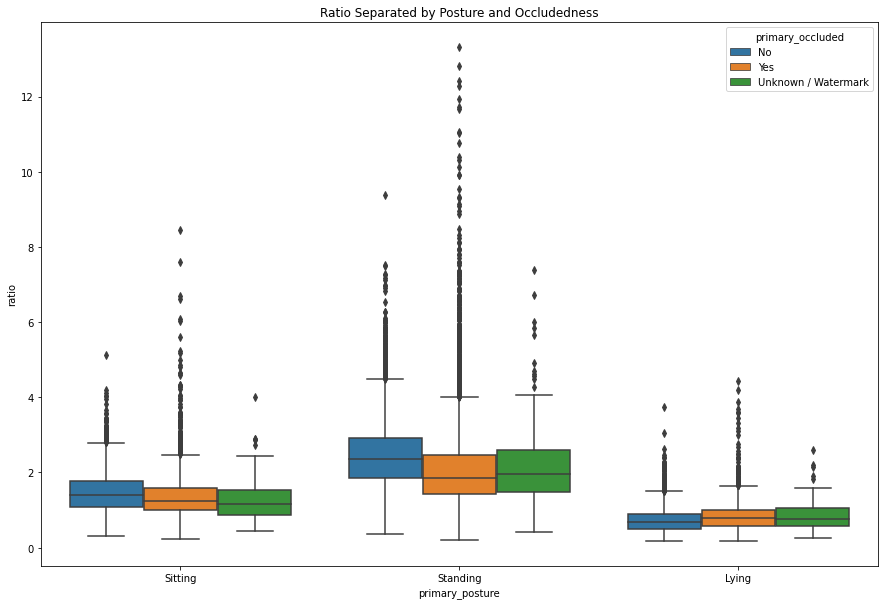 Ratio Separated by Posture and Occludedness
primary_occluded
No
Yes
Unknown / Watermark
12
10
8
6
4
2
0
ratio
Sitting
Standing
Lying
primary_posture